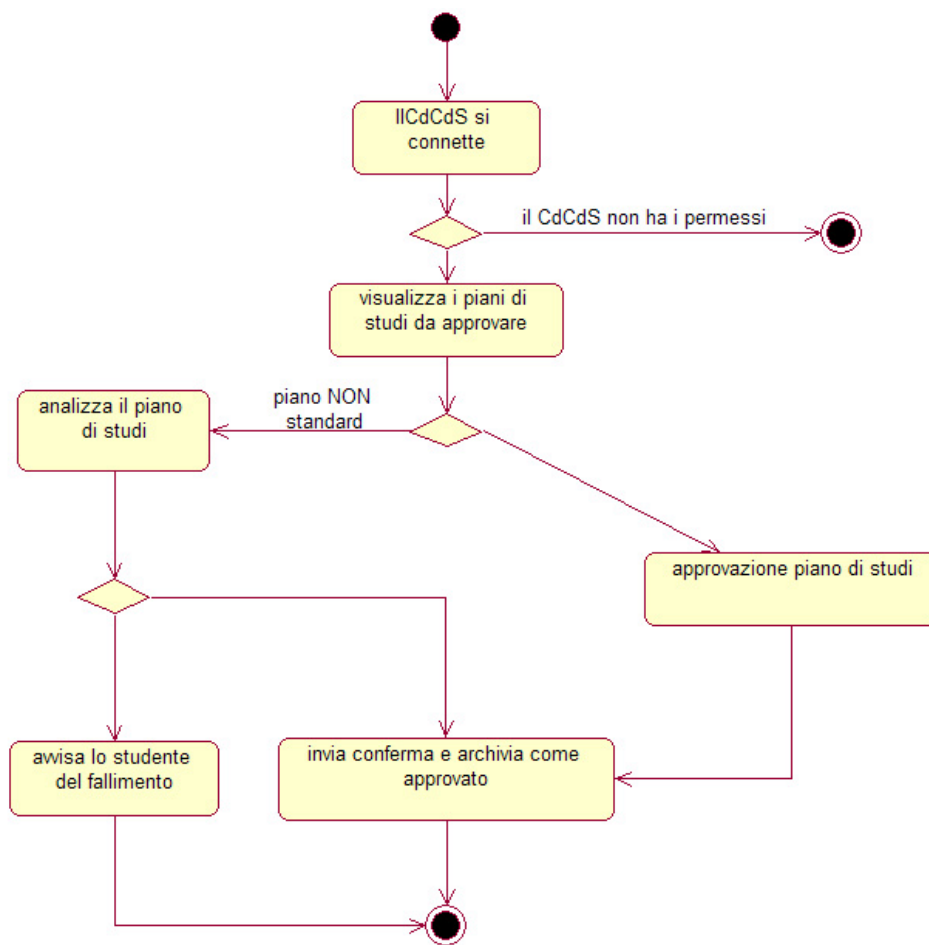 IlCdCdS si
connette
il CdCdS non ha i permessi
visualizza i piani di
studi da approvare
piano NON
standard
analizza il piano
di studi
approvazione piano di studi
avvisa lo studente
del fallimento
invia conferma e archivia come
approvato